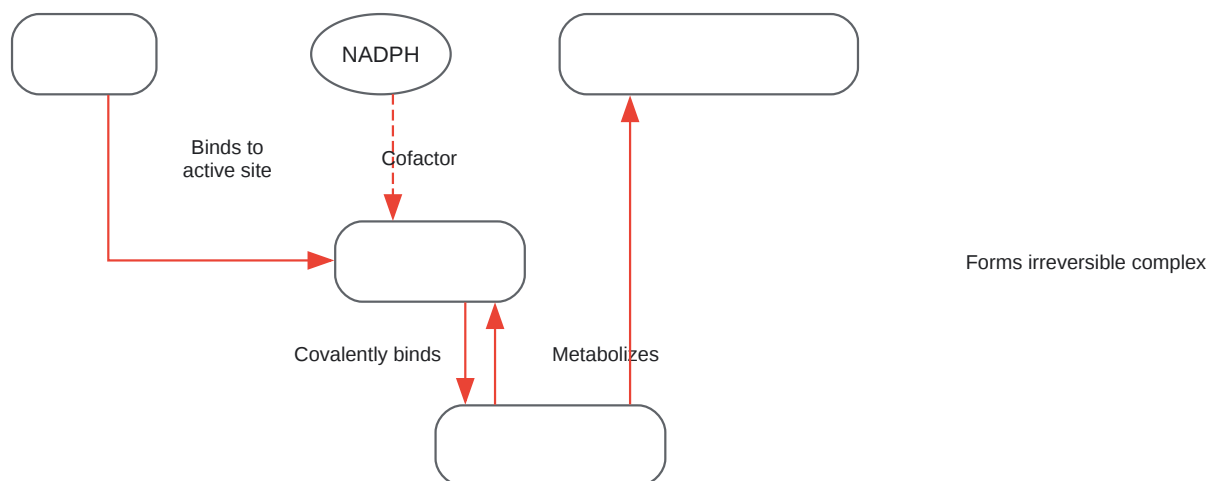 NADPH
Binds to
active site
Cofactor
Forms irreversible complex
Covalently binds
Metabolizes